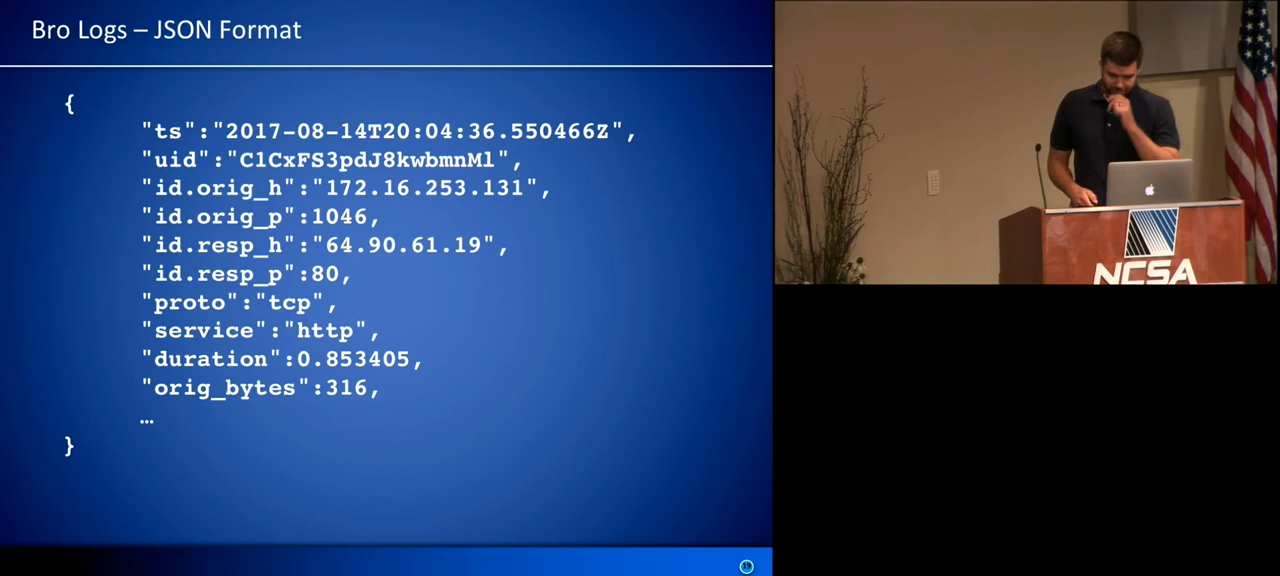 Bro Logs – JSON Format
{
"ts":"2017-08-14T20:04:36.550466Z",
"uid":"C1CxFS3pdJ8kwbmnMl",
"id.orig_h":"172.16.253.131",
"id.orig_p":1046,
"id.resp_h":"64.90.61.19",
"id.resp_p":80,
"proto":"tcp",
"service":"http",
"duration":0.853405,
"orig_bytes":316,
…
}
19
NCSA